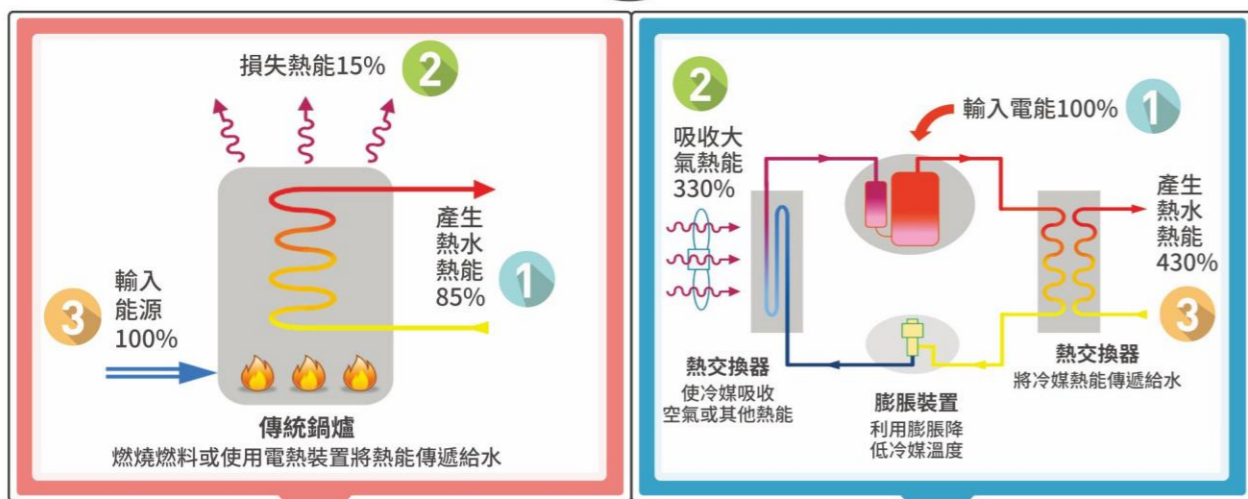 損失熱能15%
2
產生
熱水
熱能
85%
1
3
輸入
能源
100%
傳統鍋爐
燃燒燃料或使用電熱裝置將熱能傳遞給水
2
吸收大
氣熱能
330%
輸入電能100%
1
產生
熱水
熱能
430%
3
熱交換器
使冷媒吸收
空氣或其他熱能
膨脹裝置
利用膨脹降
低冷媒溫度
熱交換器
將冷媒熱能傳遞給水